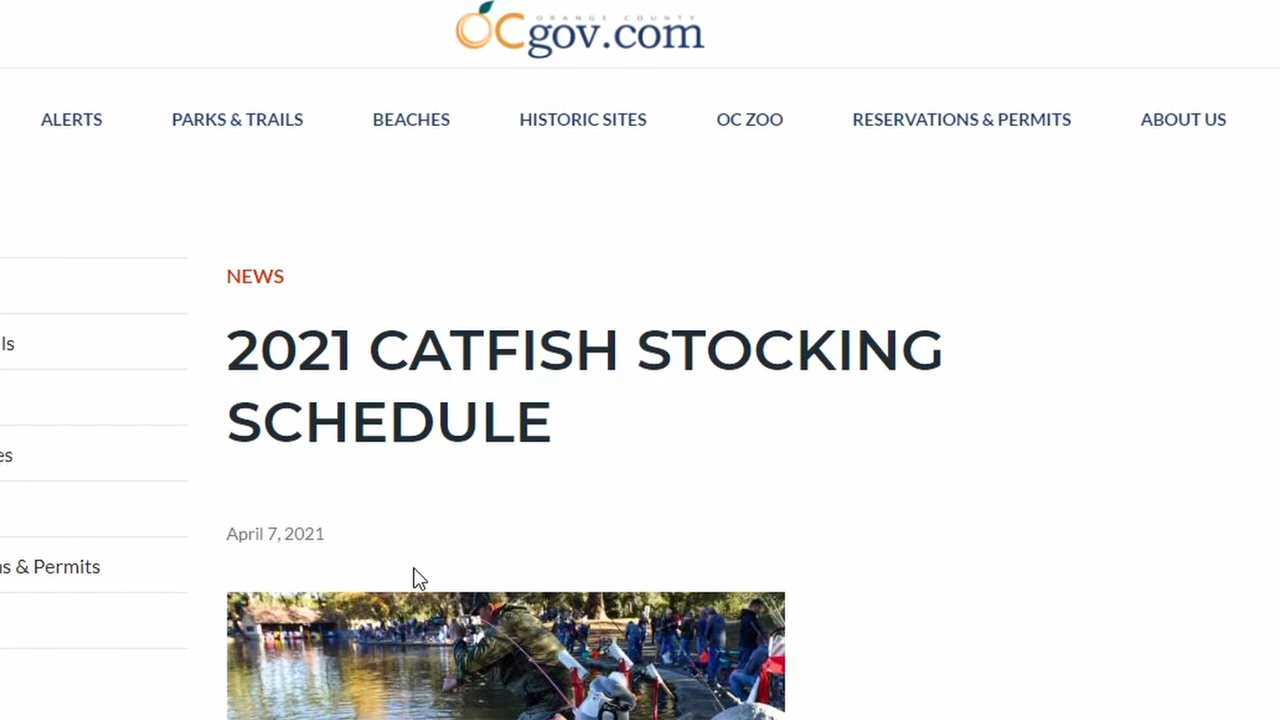 ORANGE COUNTY
OCgov.com
ALERTS PARKS & TRAILS BEACHES HISTORIC SITES OC ZOO RESERVATIONS & PERMITS ABOUT US
NEWS
2021 CATFISH STOCKING
SCHEDULE
ls
es
April 7, 2021
s & Permits